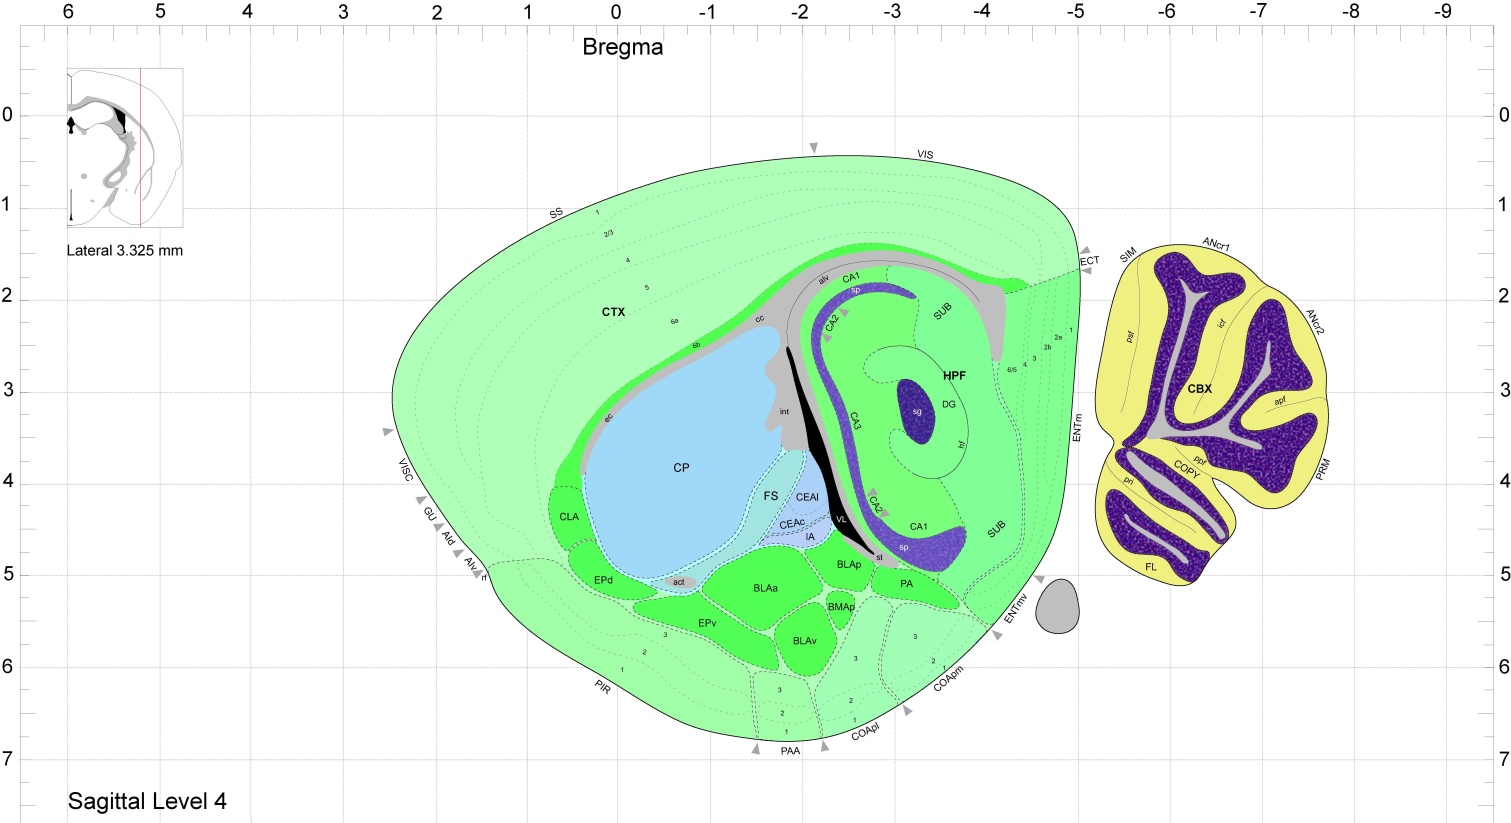 6 5 4 3 2 1 0 -1 -2 -3 -4 -5 -6 -7 -8 -9
Bregma
0 0
VIS
1 1
SS
1
2/3
Lateral 3.325 mm
ECT
SIM
ANcr1
4
5
alv
CA1
sp
2 2
CTX
6a
cc
CA2
SUB
icf
ANcr2
psf
6b
6/5 4 3 2b 2a 1
HPF
3 3
CBX
DG
sg
int
ec
CA3
apf
hf
ENTm
CP
VISC
ppf
COPY
PRM
pri
4 4
FS
CEAl
CEAc
IA
VL
CA2
CA1
SUB
sp
st
CLA
GU
AId
AIv
rf
FL
5 5
EPd
act
BLAa
BLAp
PA
BMAp
ENTmv
EPv
BLAv
3
2
1
3
2
1
3
2
1
3
2
1
6 6
PIR
COApm
COApl
PAA
7 7
Sagittal Level 4